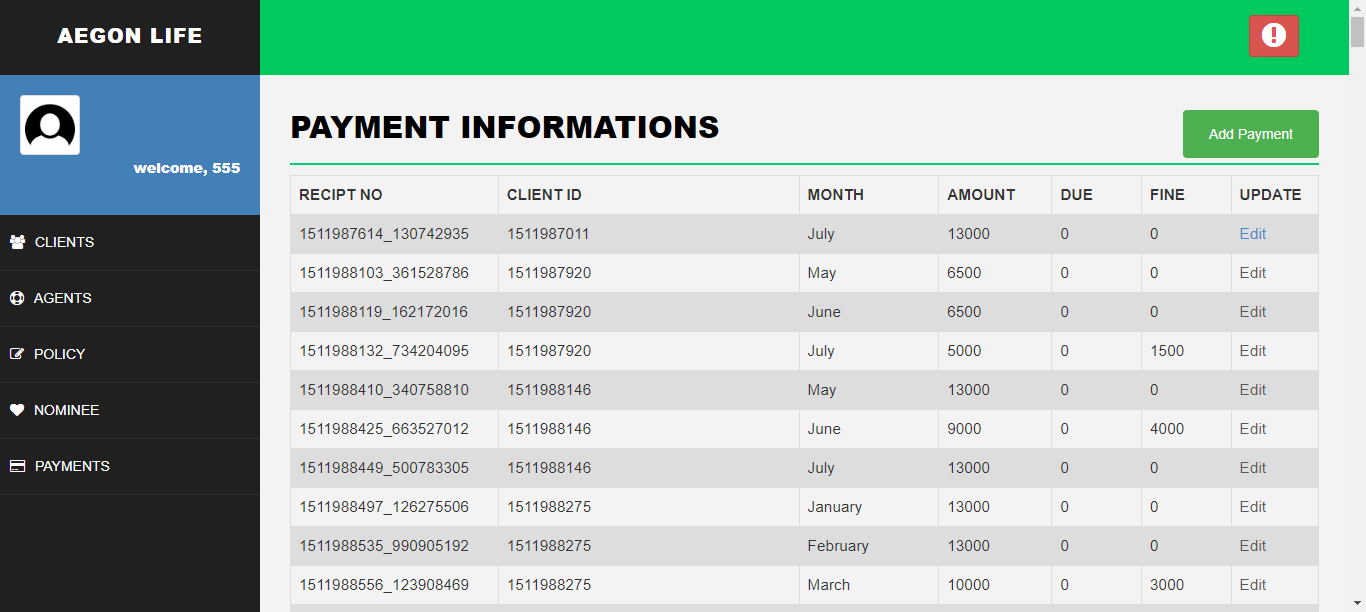 AEGON LIFE
welcome, 555
CLIENTS
AGENTS
POLICY
NOMINEE
PAYMENTS
PAYMENT INFORMATIONS
Add Payment
RECIPT NO CLIENT ID MONTH AMOUNT DUE FINE UPDATE
1511987614_130742935 1511987011 July 13000 0 0 Edit
1511988103_361528786 1511987920 May 6500 0 0 Edit
1511988119_162172016 1511987920 June 6500 0 0 Edit
1511988132_734204095 1511987920 July 5000 0 1500 Edit
1511988410_340758810 1511988146 May 13000 0 0 Edit
1511988425_663527012 1511988146 June 9000 0 4000 Edit
1511988449_500783305 1511988146 July 13000 0 0 Edit
1511988497_126275506 1511988275 January 13000 0 0 Edit
1511988535_990905192 1511988275 February 13000 0 0 Edit
1511988556_123908469 1511988275 March 10000 0 3000 Edit